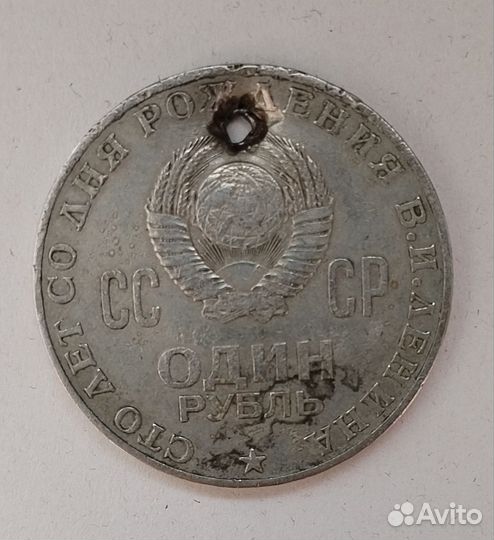 СТО ЛЕТ СО ДНЯ РОЖДЕНИЯ В.И.ЛЕНИНА
СС СР
ОДИН
РУБЛЬ
Avito